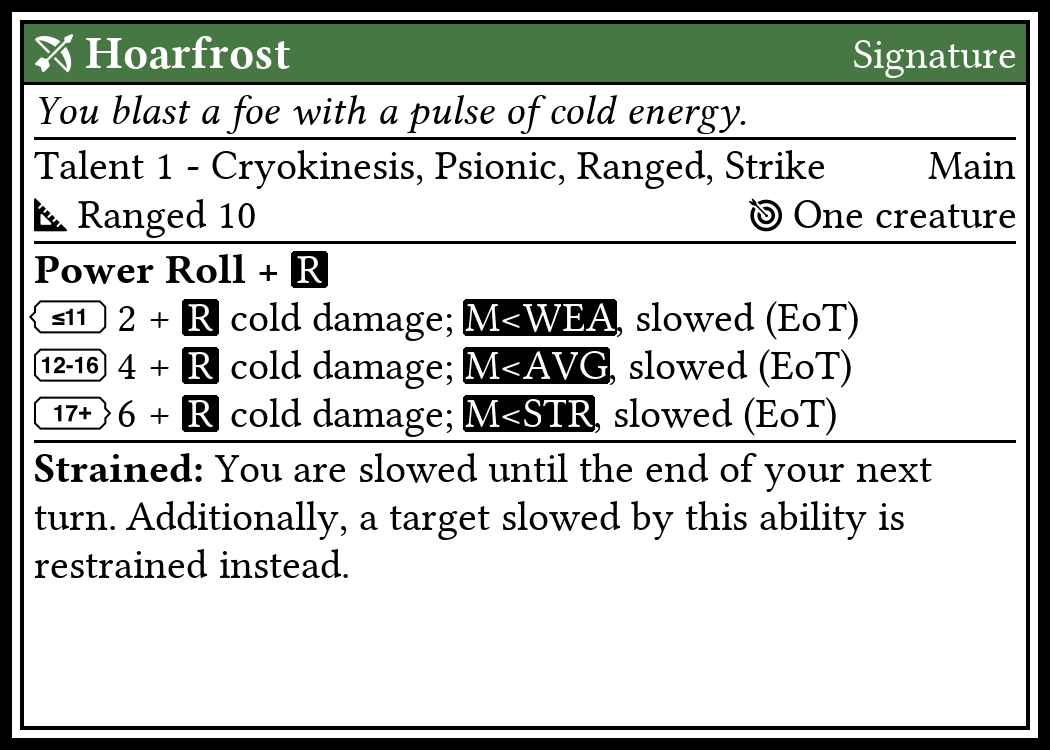 Hoarfrost Signature
You blast a foe with a pulse of cold energy.
Talent 1 - Cryokinesis, Psionic, Ranged, Strike Main
Ranged 10 One creature
Power Roll + R
≤11 2 + R cold damage; M<WEA, slowed (EoT)
12-16 4 + R cold damage; M<AVG, slowed (EoT)
17+ 6 + R cold damage; M<STR, slowed (EoT)
Strained: You are slowed until the end of your next
turn. Additionally, a target slowed by this ability is
restrained instead.